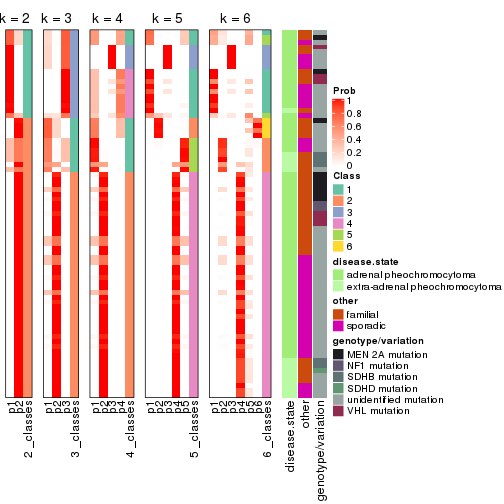 k = 2 k = 3 k = 4 k = 5 k = 6
Prob
1
0.8
0.6
0.4
0.2
0
Class
1
2
3
4
5
6
disease.state
adrenal pheochromocytoma
extra-adrenal pheochromocytoma
other
familial
sporadic
genotype/variation
MEN 2A mutation
NF1 mutation
SDHB mutation
SDHD mutation
unidentified mutation
VHL mutation
p1 p2 2_classes p1 p2 p3 3_classes p1 p2 p3 p4 4_classes p1 p2 p3 p4 p5 5_classes p1 p2 p3 p4 p5 p6 6_classes disease.state other genotype/variation